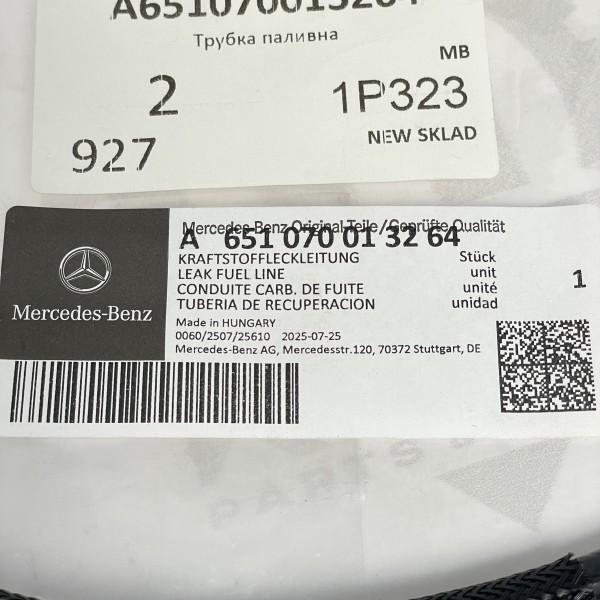 A6510700013264
Трубка паливна
MB
2
1P323
927
NEW SKLAD
Mercedes-Benz Original-Teile/Geprüfte Qualität
A 651 070 01 32 64
KRAFTSTOFFLECKLEITUNG Stück
LEAK FUEL LINE unit
CONDUITE CARB. DE FUITE unité
TUBERIA DE RECUPERACION unidad
1
Mercedes-Benz
Made in HUNGARY
0060/2507/25610 2025-07-25
Mercedes-Benz AG, Mercedesstr.120, 70372 Stuttgart, DE